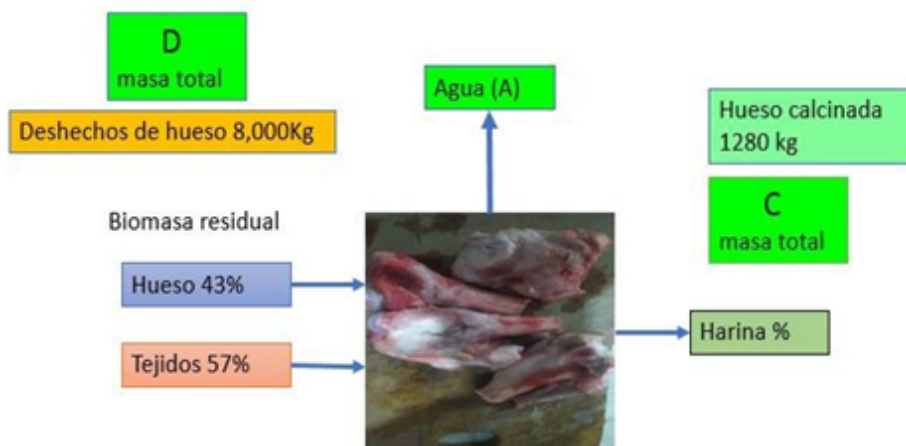 D
masa total
Deshechos de hueso 8,000Kg
Agua (A)
Hueso calcinada
1280 kg
C
masa total
Biomasa residual
Hueso 43%
Tejidos 57%
Harina %